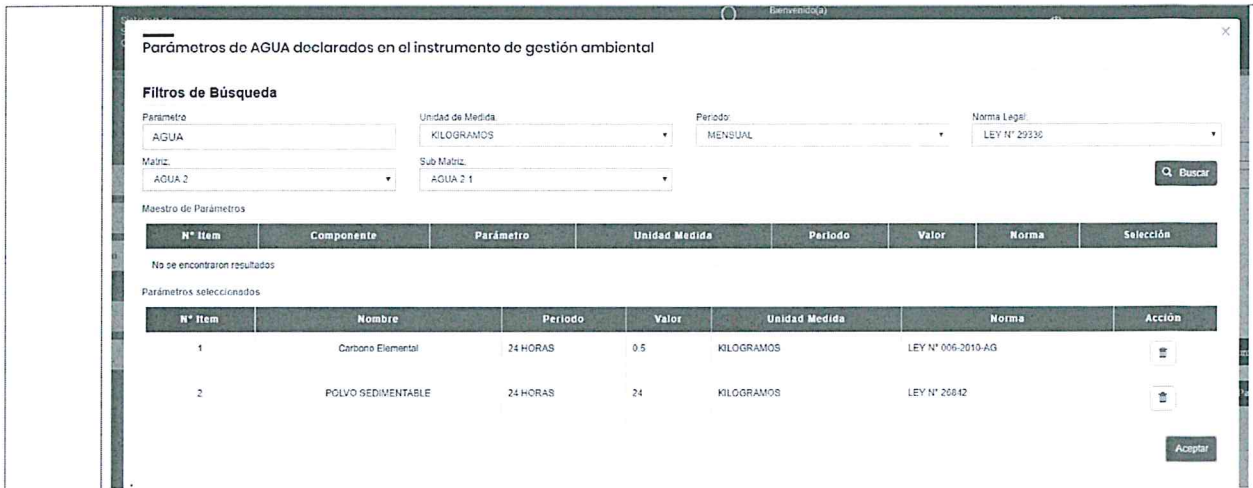 Bienvenido(a)
Parámetros de AGUA declarados en el instrumento de gestión ambiental
×
Filtros de Búsqueda
Parámetro Unidad de Medida: Periodo: Norma Legal:
AGUA KILOGRAMOS MENSUAL LEY N° 29338
Matriz: Sub Matriz:
AGUA 2 AGUA 2.1 Buscar
Maestro de Parámetros
N° Item Componente Parámetro Unidad Medida Periodo Valor Norma Selección
No se encontraron resultados
Parámetros seleccionados
N° Item Nombre Periodo Valor Unidad Medida Norma Acción
1 Carbono Elemental 24 HORAS 0.5 KILOGRAMOS LEY N° 006-2010-AG
2 POLVO SEDIMENTABLE 24 HORAS 24 KILOGRAMOS LEY N° 26842
Aceptar